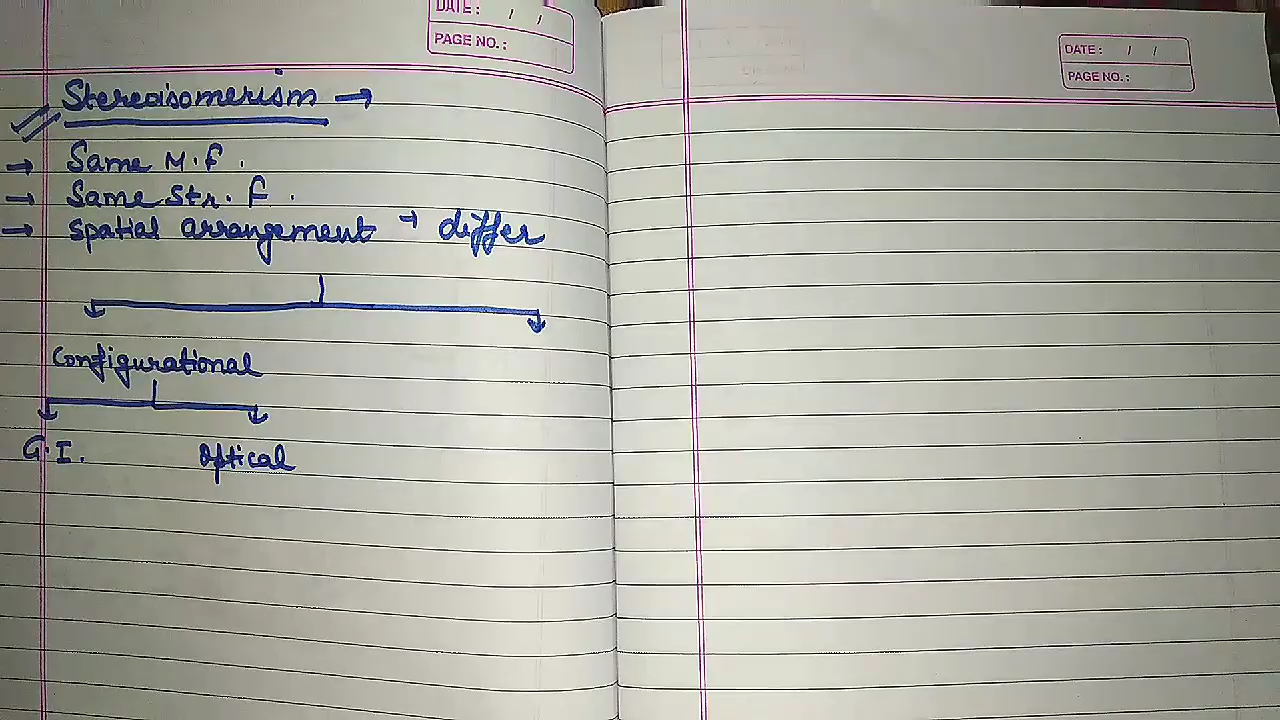 DATE: / /
PAGE NO.:
DATE: / /
PAGE NO.:
Stereoisomerism →
→ Same M.f.
→ Same Str. f.
→ Spatial arrangement → differ
Configurational
G.I. Optical